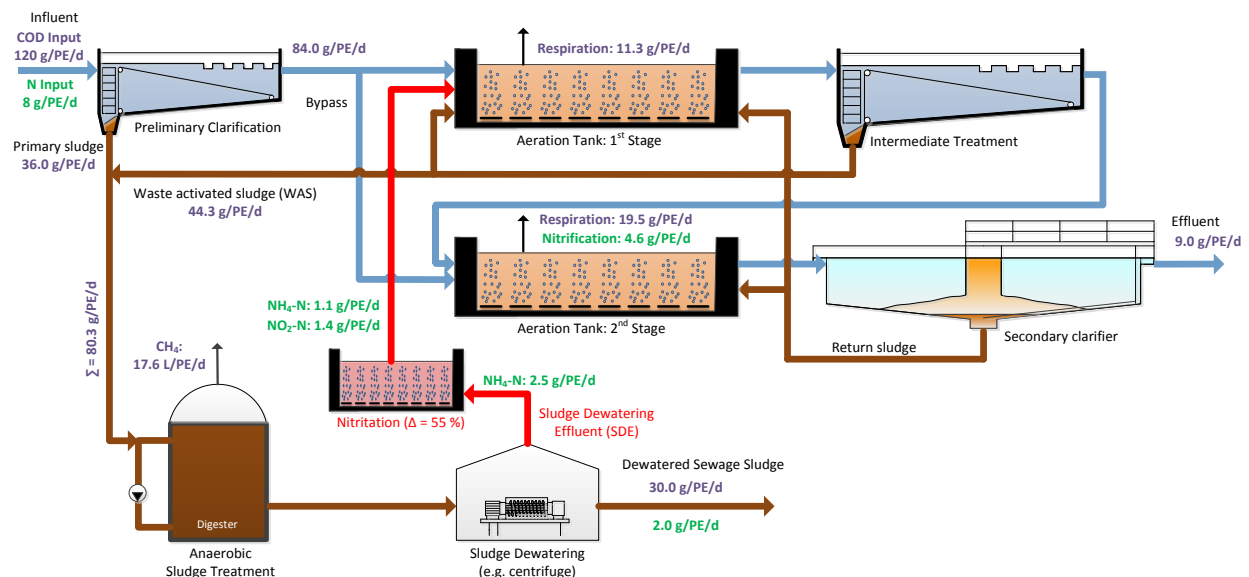 Influent
COD Input
120 g/PE/d
N Input
8 g/PE/d
84.0 g/PE/d
Respiration: 11.3 g/PE/d
Bypass
Preliminary Clarification
Aeration Tank: 1st Stage
Intermediate Treatment
Primary sludge
36.0 g/PE/d
Waste activated sludge (WAS)
44.3 g/PE/d
Respiration: 19.5 g/PE/d
Nitrification: 4.6 g/PE/d
Effluent
9.0 g/PE/d
∑ = 80.3 g/PE/d
NH4-N: 1.1 g/PE/d
NO2-N: 1.4 g/PE/d
Aeration Tank: 2nd Stage
Return sludge
Secondary clarifier
CH4:
17.6 L/PE/d
NH4-N: 2.5 g/PE/d
Nitritation (Δ = 55 %)
Sludge Dewatering
Effluent (SDE)
Dewatered Sewage Sludge
30.0 g/PE/d
2.0 g/PE/d
Digester
Anaerobic
Sludge Treatment
Sludge Dewatering
(e.g. centrifuge)